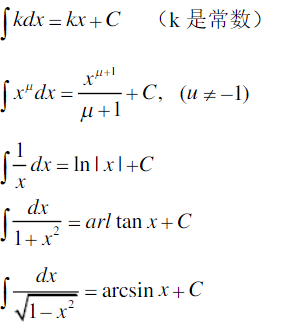 ∫kdx = kx + C （k 是常数）
∫x^μ dx = x^{μ+1}/(μ+1) + C, (u ≠ −1)
∫1/x dx = ln | x | +C
∫dx/(1+x²) = arl tan x + C
∫dx/√(1−x²) = arcsin x + C